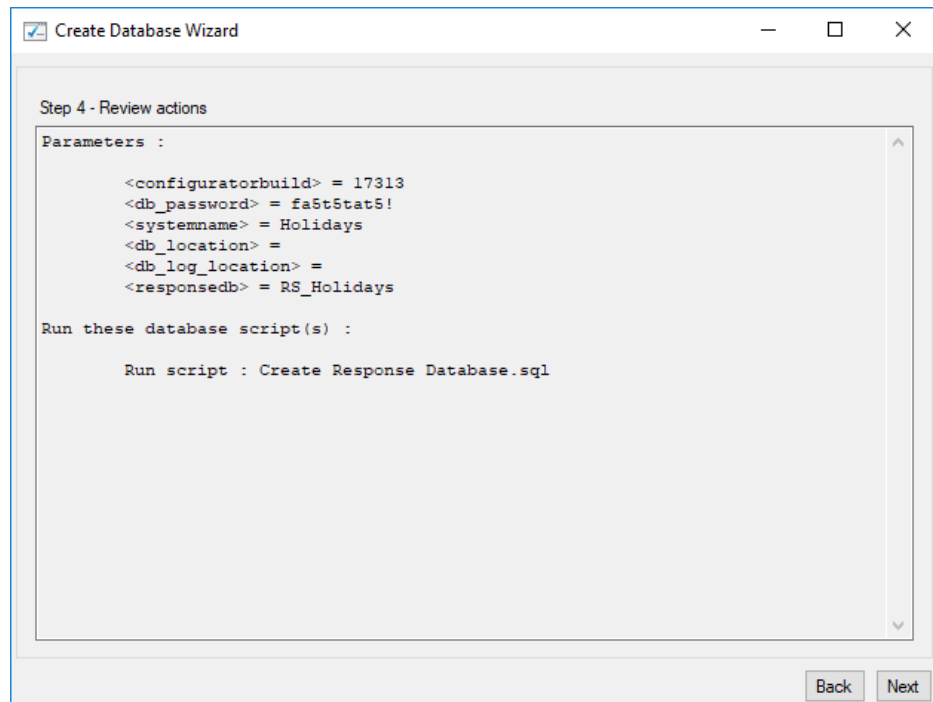 Create Database Wizard
Step 4 - Review actions
Parameters :
<configuratorbuild> = 17313
<db_password> = fa5t5tat5!
<systemname> = Holidays
<db_location> =
<db_log_location> =
<responsedb> = RS_Holidays
Run these database script(s) :
Run script : Create Response Database.sql
Back
Next